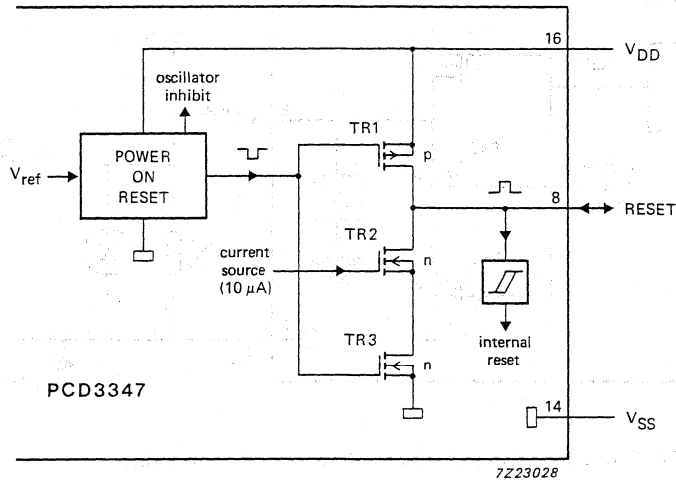 16
V_DD
oscillator
inhibit
TR1
p
POWER
ON
RESET
V_ref
8
RESET
TR2
n
current
source
(10 μA)
internal
reset
TR3
n
PCD3347
14
V_SS
7Z23028